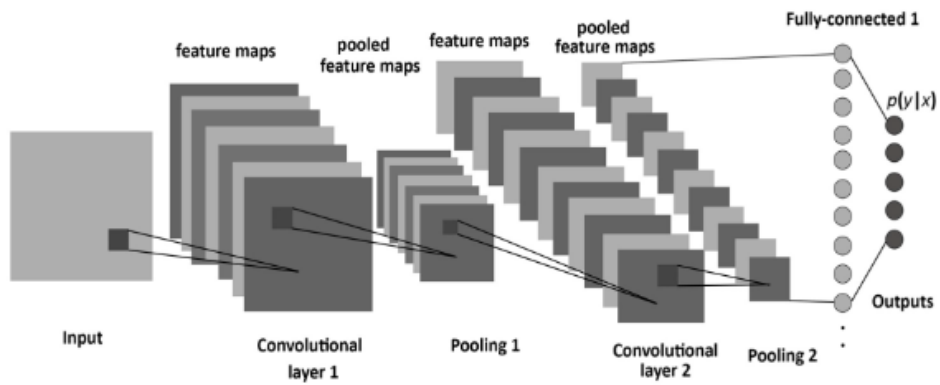 Fully-connected 1
feature maps
pooled
feature maps
feature maps
pooled
feature maps
p(y|x)
Input
Convolutional
layer 1
Pooling 1
Convolutional
layer 2
Pooling 2
Outputs